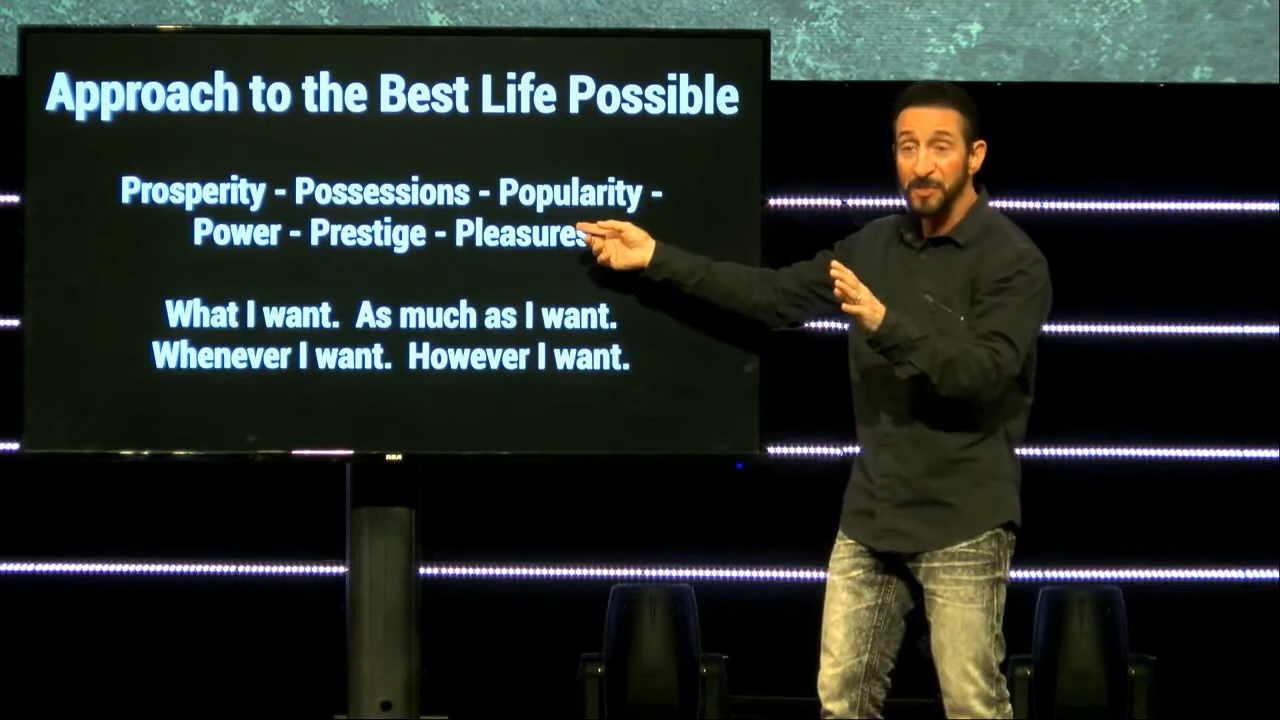 Approach to the Best Life Possible
Prosperity - Possessions - Popularity -
Power - Prestige - Pleasures
What I want.  As much as I want.
Whenever I want.  However I want.
RCA